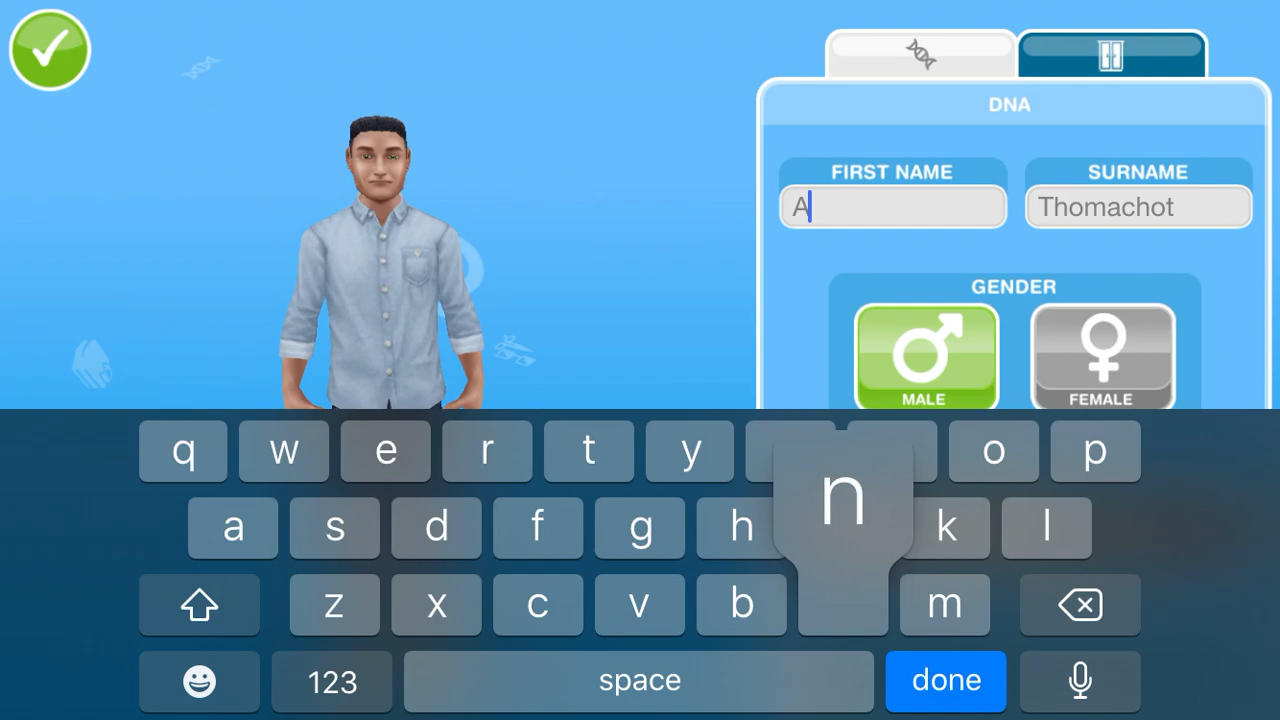 DNA
FIRST NAME SURNAME
A Thomachot
GENDER
MALE FEMALE
q w e r t y o p
a s d f g h n k l
z x c v b m
123 space done